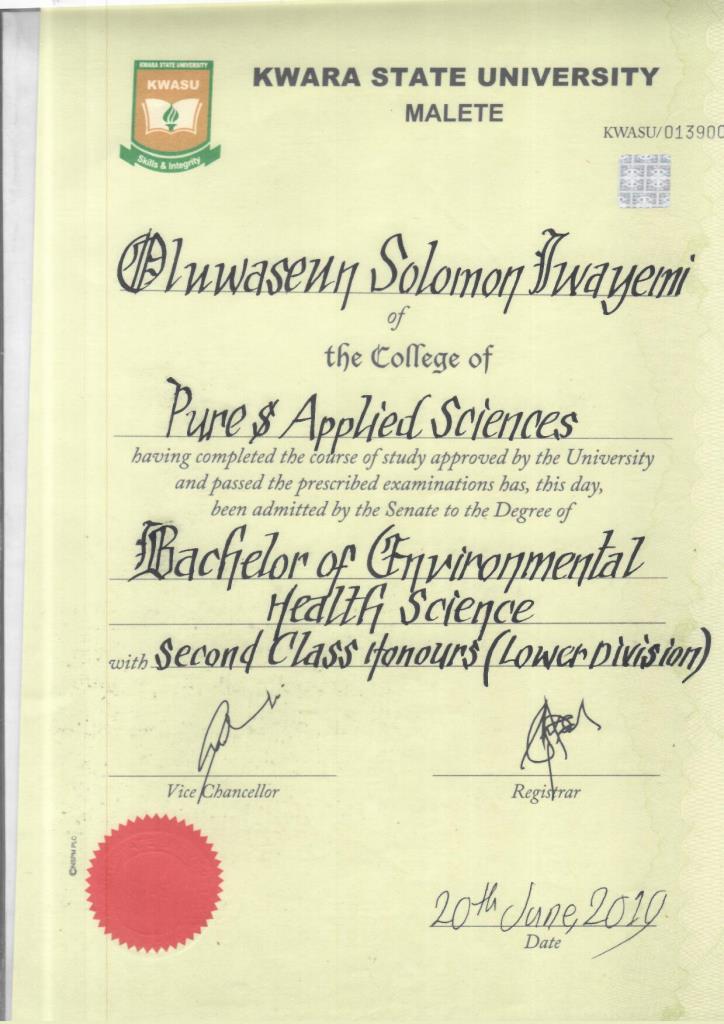 KWARA STATE UNIVERSITY
KWASU
Skills & Integrity
KWARA STATE UNIVERSITY
MALETE
KWASU/013900
Oluwaseun Solomon Iwayemi
of
the College of
Pure & Applied Sciences
having completed the course of study approved by the University
and passed the prescribed examinations has, this day,
been admitted by the Senate to the Degree of
Bachelor of Environmental
Health Science
with Second Class Honours (Lower Division)
Vice Chancellor
Registrar
©NSPM PLC
20th June, 2019
Date